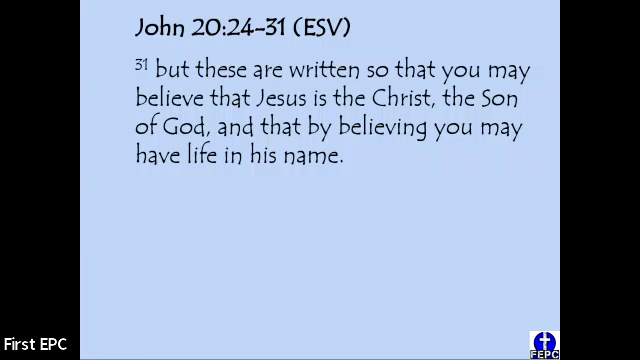 John 20:24-31 (ESV)
31 but these are written so that you may
believe that Jesus is the Christ, the Son
of God, and that by believing you may
have life in his name.
First EPC
FEPC